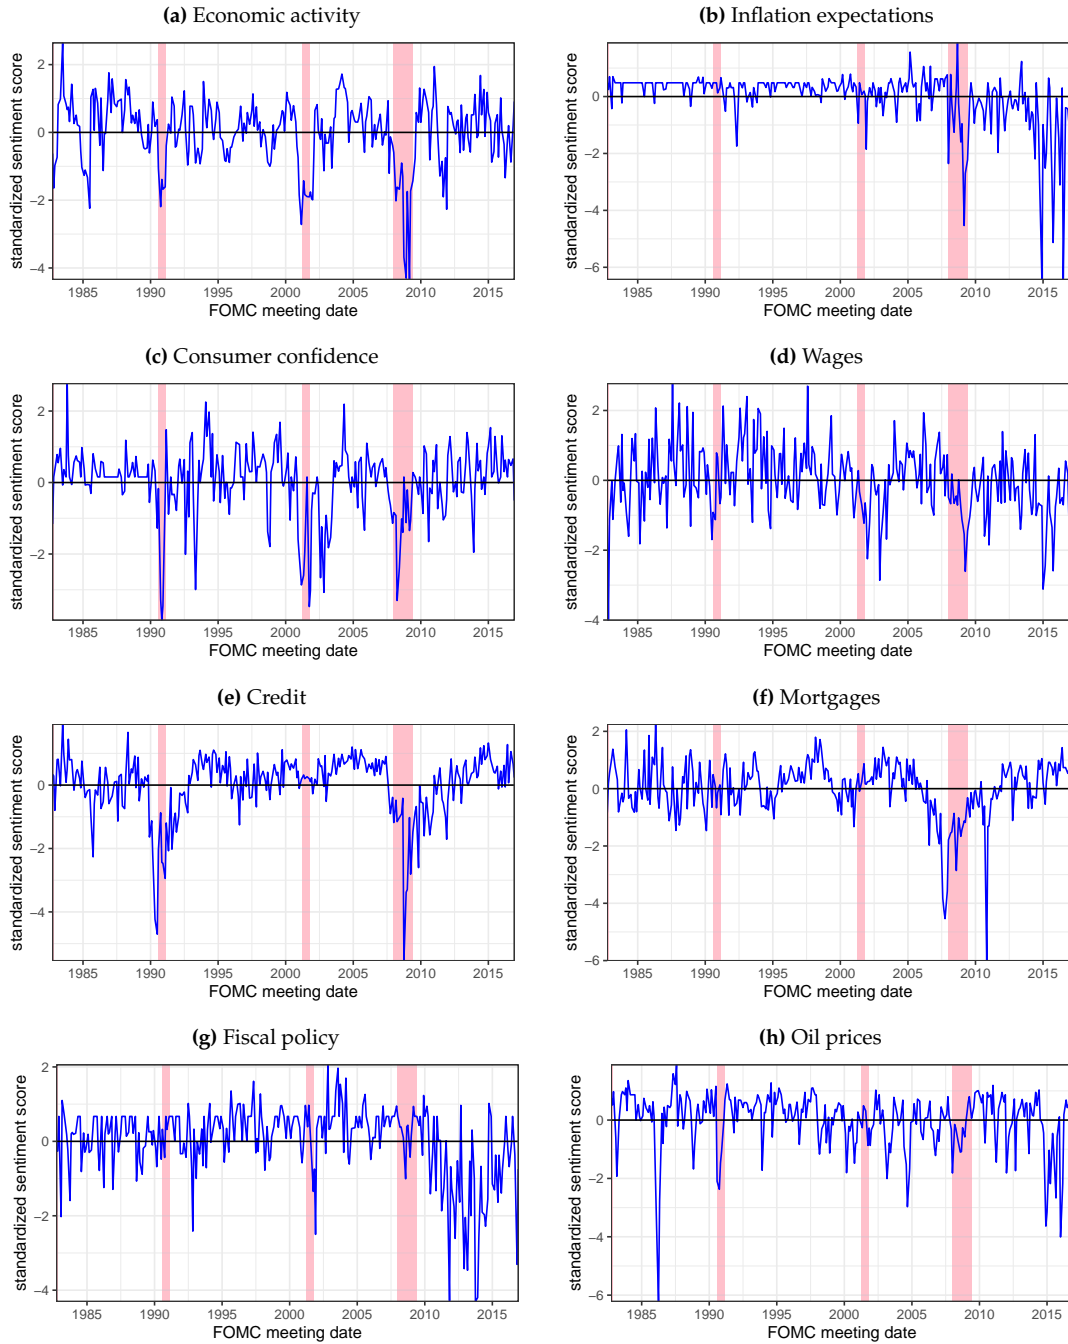 (a) Economic activity
standardized sentiment score
2
0
−2
−4
1985 1990 1995 2000 2005 2010 2015
FOMC meeting date
(b) Inflation expectations
standardized sentiment score
0
−2
−4
−6
1985 1990 1995 2000 2005 2010 2015
FOMC meeting date
(c) Consumer confidence
standardized sentiment score
2
0
−2
1985 1990 1995 2000 2005 2010 2015
FOMC meeting date
(d) Wages
standardized sentiment score
2
0
−2
−4
1985 1990 1995 2000 2005 2010 2015
FOMC meeting date
(e) Credit
standardized sentiment score
0
−2
−4
1985 1990 1995 2000 2005 2010 2015
FOMC meeting date
(f) Mortgages
standardized sentiment score
2
0
−2
−4
−6
1985 1990 1995 2000 2005 2010 2015
FOMC meeting date
(g) Fiscal policy
standardized sentiment score
2
0
−2
−4
1985 1990 1995 2000 2005 2010 2015
FOMC meeting date
(h) Oil prices
standardized sentiment score
0
−2
−4
−6
1985 1990 1995 2000 2005 2010 2015
FOMC meeting date